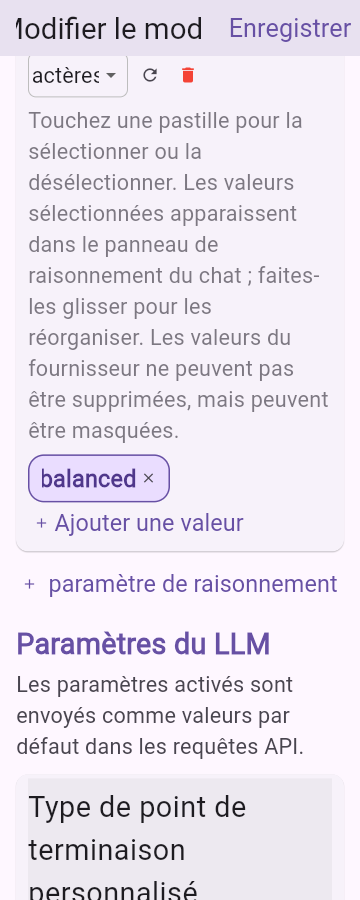 Modifier le mod
Enregistrer
actères
Touchez une pastille pour la
sélectionner ou la
désélectionner. Les valeurs
sélectionnées apparaissent
dans le panneau de
raisonnement du chat ; faites-
les glisser pour les
réorganiser. Les valeurs du
fournisseur ne peuvent pas
être supprimées, mais peuvent
être masquées.
balanced ×
+ Ajouter une valeur
+ paramètre de raisonnement
Paramètres du LLM
Les paramètres activés sont
envoyés comme valeurs par
défaut dans les requêtes API.
Type de point de
terminaison
personnalisé